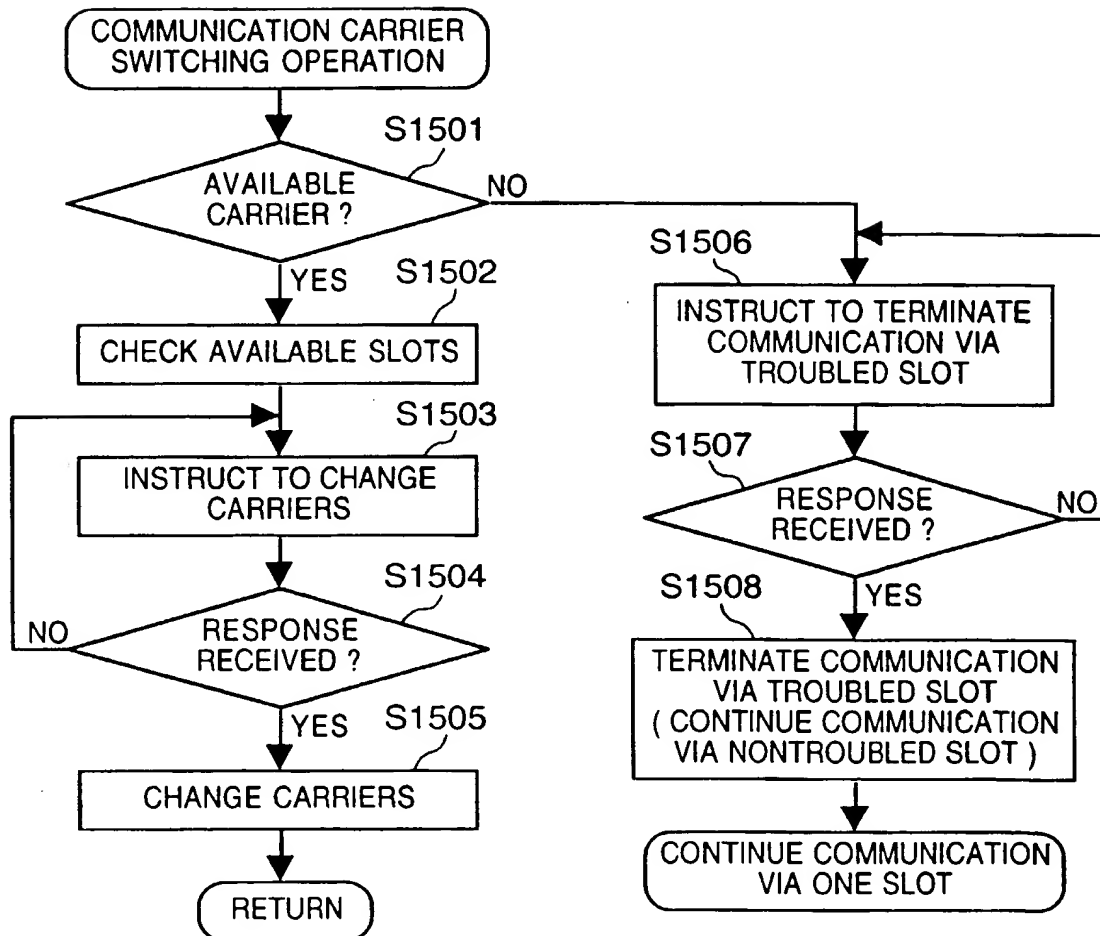 COMMUNICATION CARRIER
SWITCHING OPERATION
S1501
AVAILABLE
CARRIER ?
NO
YES
S1502
CHECK AVAILABLE SLOTS
S1503
INSTRUCT TO CHANGE
CARRIERS
S1504
RESPONSE
RECEIVED ?
NO
YES
S1505
CHANGE CARRIERS
RETURN
S1506
INSTRUCT TO TERMINATE
COMMUNICATION VIA
TROUBLED SLOT
S1507
RESPONSE
RECEIVED ?
NO
YES
S1508
TERMINATE COMMUNICATION
VIA TROUBLED SLOT
( CONTINUE COMMUNICATION
VIA NONTROUBLED SLOT )
CONTINUE COMMUNICATION
VIA ONE SLOT